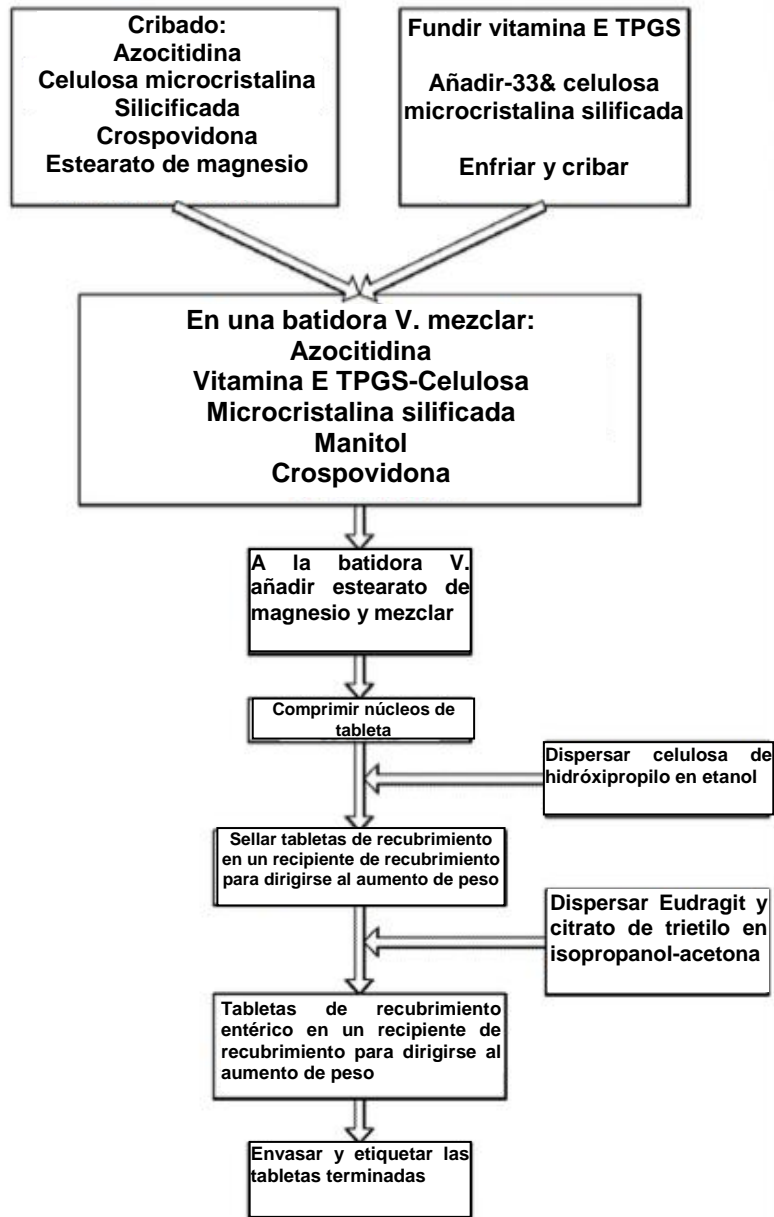 Cribado:
Azocitidina
Celulosa microcristalina
Silicificada
Crospovidona
Estearato de magnesio
Fundir vitamina E TPGS
Añadir-33& celulosa
microcristalina silificada
Enfriar y cribar
En una batidora V. mezclar:
Azocitidina
Vitamina E TPGS-Celulosa
Microcristalina silificada
Manitol
Crospovidona
A la batidora V.
añadir estearato de
magnesio y mezclar
Comprimir núcleos de
tableta
Dispersar celulosa de
hidróxipropilo en etanol
Sellar tabletas de recubrimiento
en un recipiente de recubrimiento
para dirigirse al aumento de peso
Dispersar Eudragit y
citrato de trietilo en
isopropanol-acetona
Tabletas de recubrimiento
entérico en un recipiente de
recubrimiento para dirigirse al
aumento de peso
Envasar y etiquetar las
tabletas terminadas